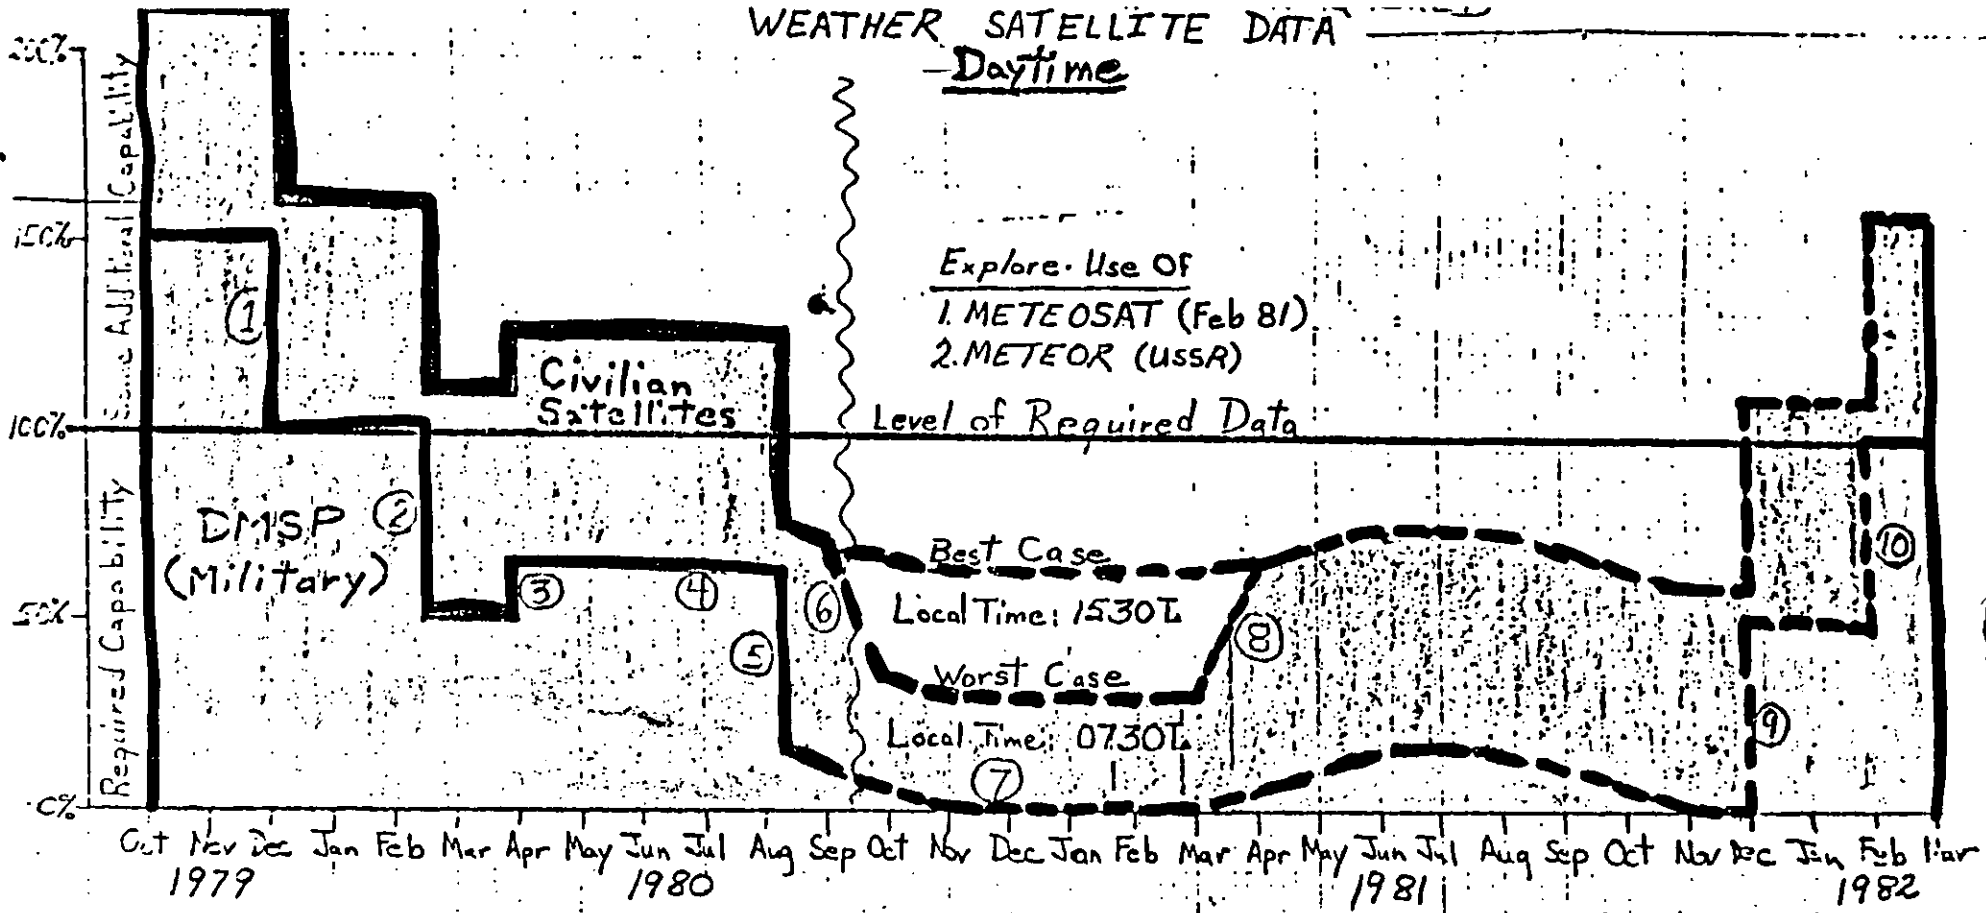 WEATHER SATELLITE DATA
Daytime
200%
150%
100%
50%
0%
Some Additional Capability
Required Capability
Explore Use Of
1. METEOSAT (Feb 81)
2. METEOR (USSR)
Civilian
Satellites
Level of Required Data
DMSP
(Military)
Best Case
Local Time: 1530L
Worst Case
Local Time: 0730L
1
2
3
4
5
6
7
8
9
10
Oct Nov Dec Jan Feb Mar Apr May Jun Jul Aug Sep Oct Nov Dec Jan Feb Mar Apr May Jun Jul Aug Sep Oct Nov Dec Jan Feb Mar
1979 1980 1981 1982